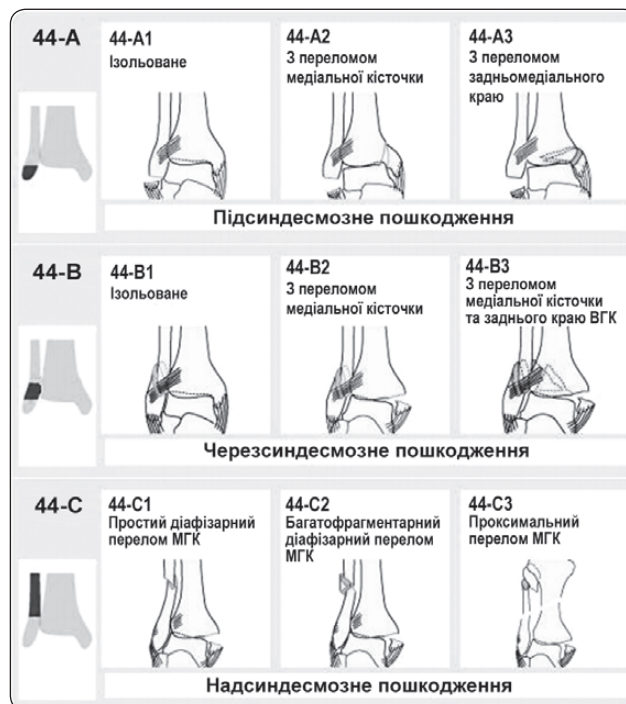 44-A
44-A1
Ізольоване
44-A2
З переломом
медіальної кісточки
44-A3
З переломом
задньомедіального
краю
Підсиндесмозне пошкодження
44-B
44-B1
Ізольоване
44-B2
З переломом
медіальної кісточки
44-B3
З переломом
медіальної кісточки
та заднього краю ВГК
Черезсиндесмозне пошкодження
44-C
44-C1
Простий діафізарний
перелом МГК
44-C2
Багатофрагментарний
діафізарний перелом
МГК
44-C3
Проксимальний
перелом МГК
Надсиндесмозне пошкодження